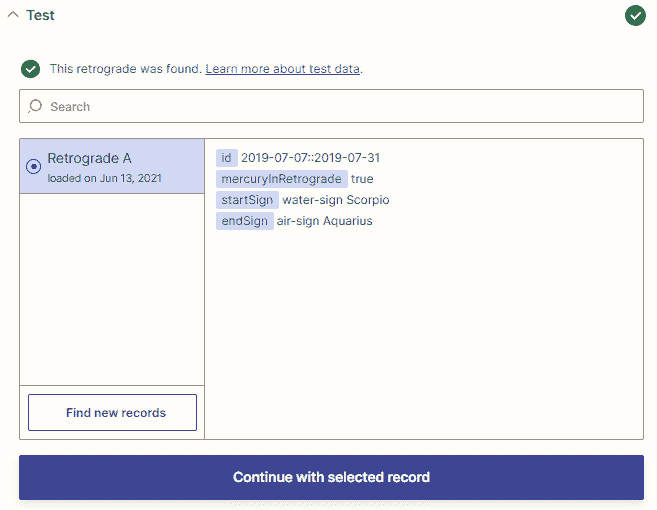 Test
This retrograde was found. Learn more about test data.
Search
Retrograde A
loaded on Jun 13, 2021
id 2019-07-07::2019-07-31
mercuryInRetrograde true
startSign water-sign Scorpio
endSign air-sign Aquarius
Find new records
Continue with selected record